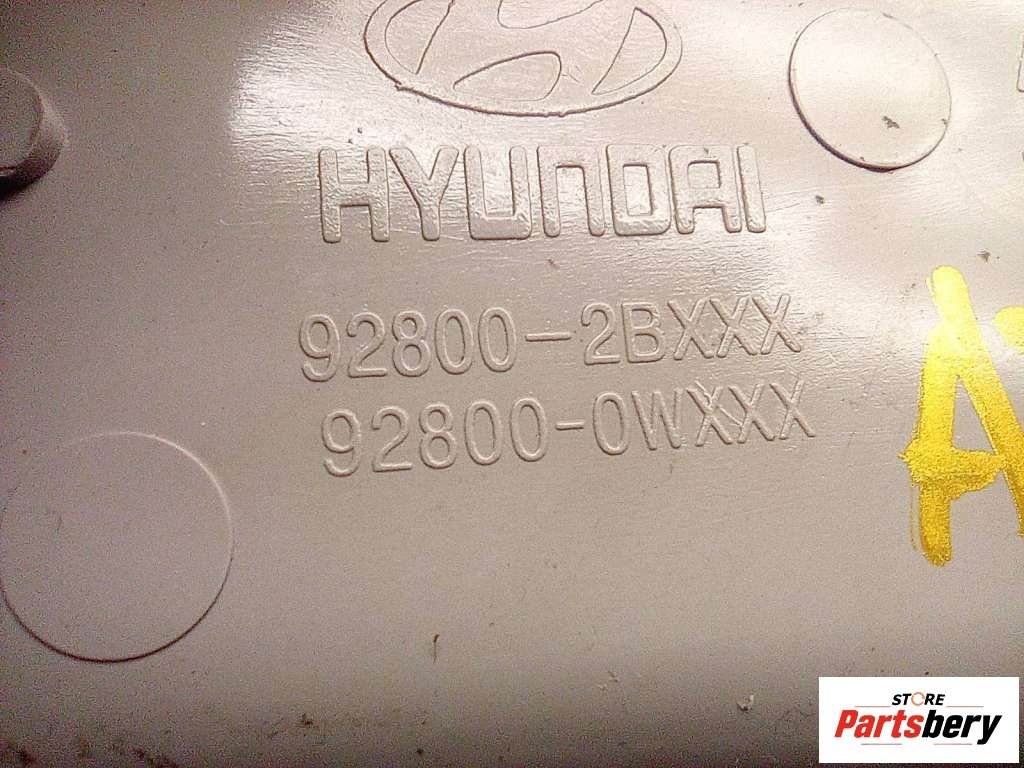 HYUNDAI
92800-2BXXX
92800-0WXXX
A
STORE
Partsbery